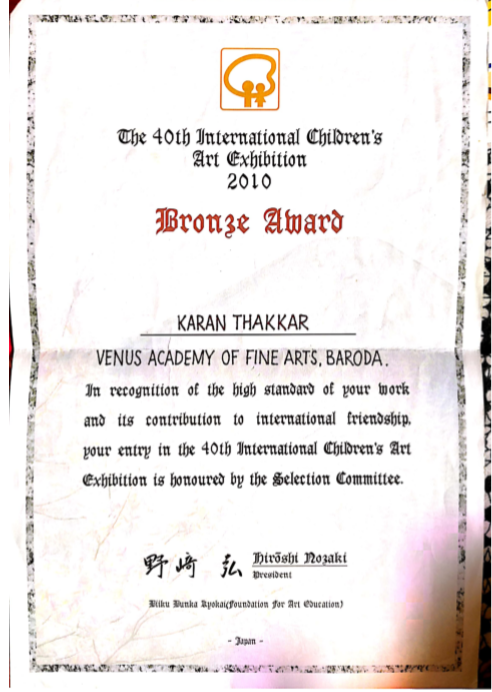 The 40th International Children's
Art Exhibition
2010
Bronze Award
KARAN THAKKAR
VENUS ACADEMY OF FINE ARTS, BARODA.
In recognition of the high standard of your work
and its contribution to international friendship,
your entry in the 40th International Children's Art
Exhibition is honoured by the Selection Committee.
野﨑 弘 Hirōshi Nozaki
President
Biiku Bunka Kyokai(Foundation For Art Education)
- Japan -